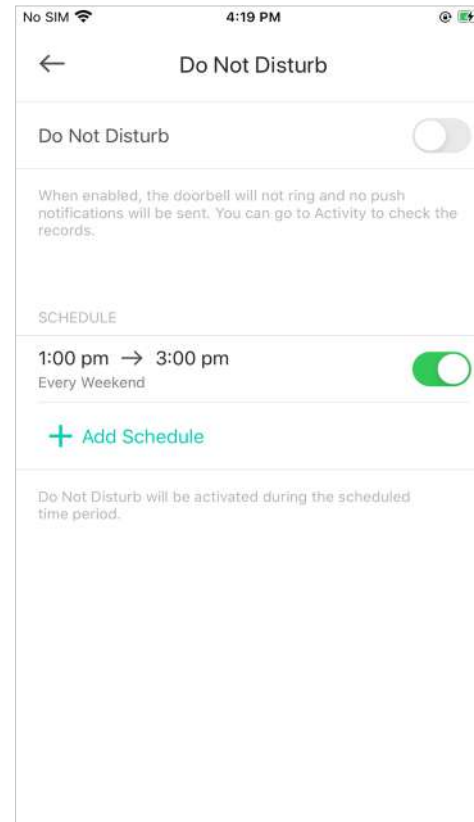 No SIM 4:19 PM
Do Not Disturb
Do Not Disturb
When enabled, the doorbell will not ring and no push
notifications will be sent. You can go to Activity to check the
records.
SCHEDULE
1:00 pm → 3:00 pm
Every Weekend
+ Add Schedule
Do Not Disturb will be activated during the scheduled
time period.